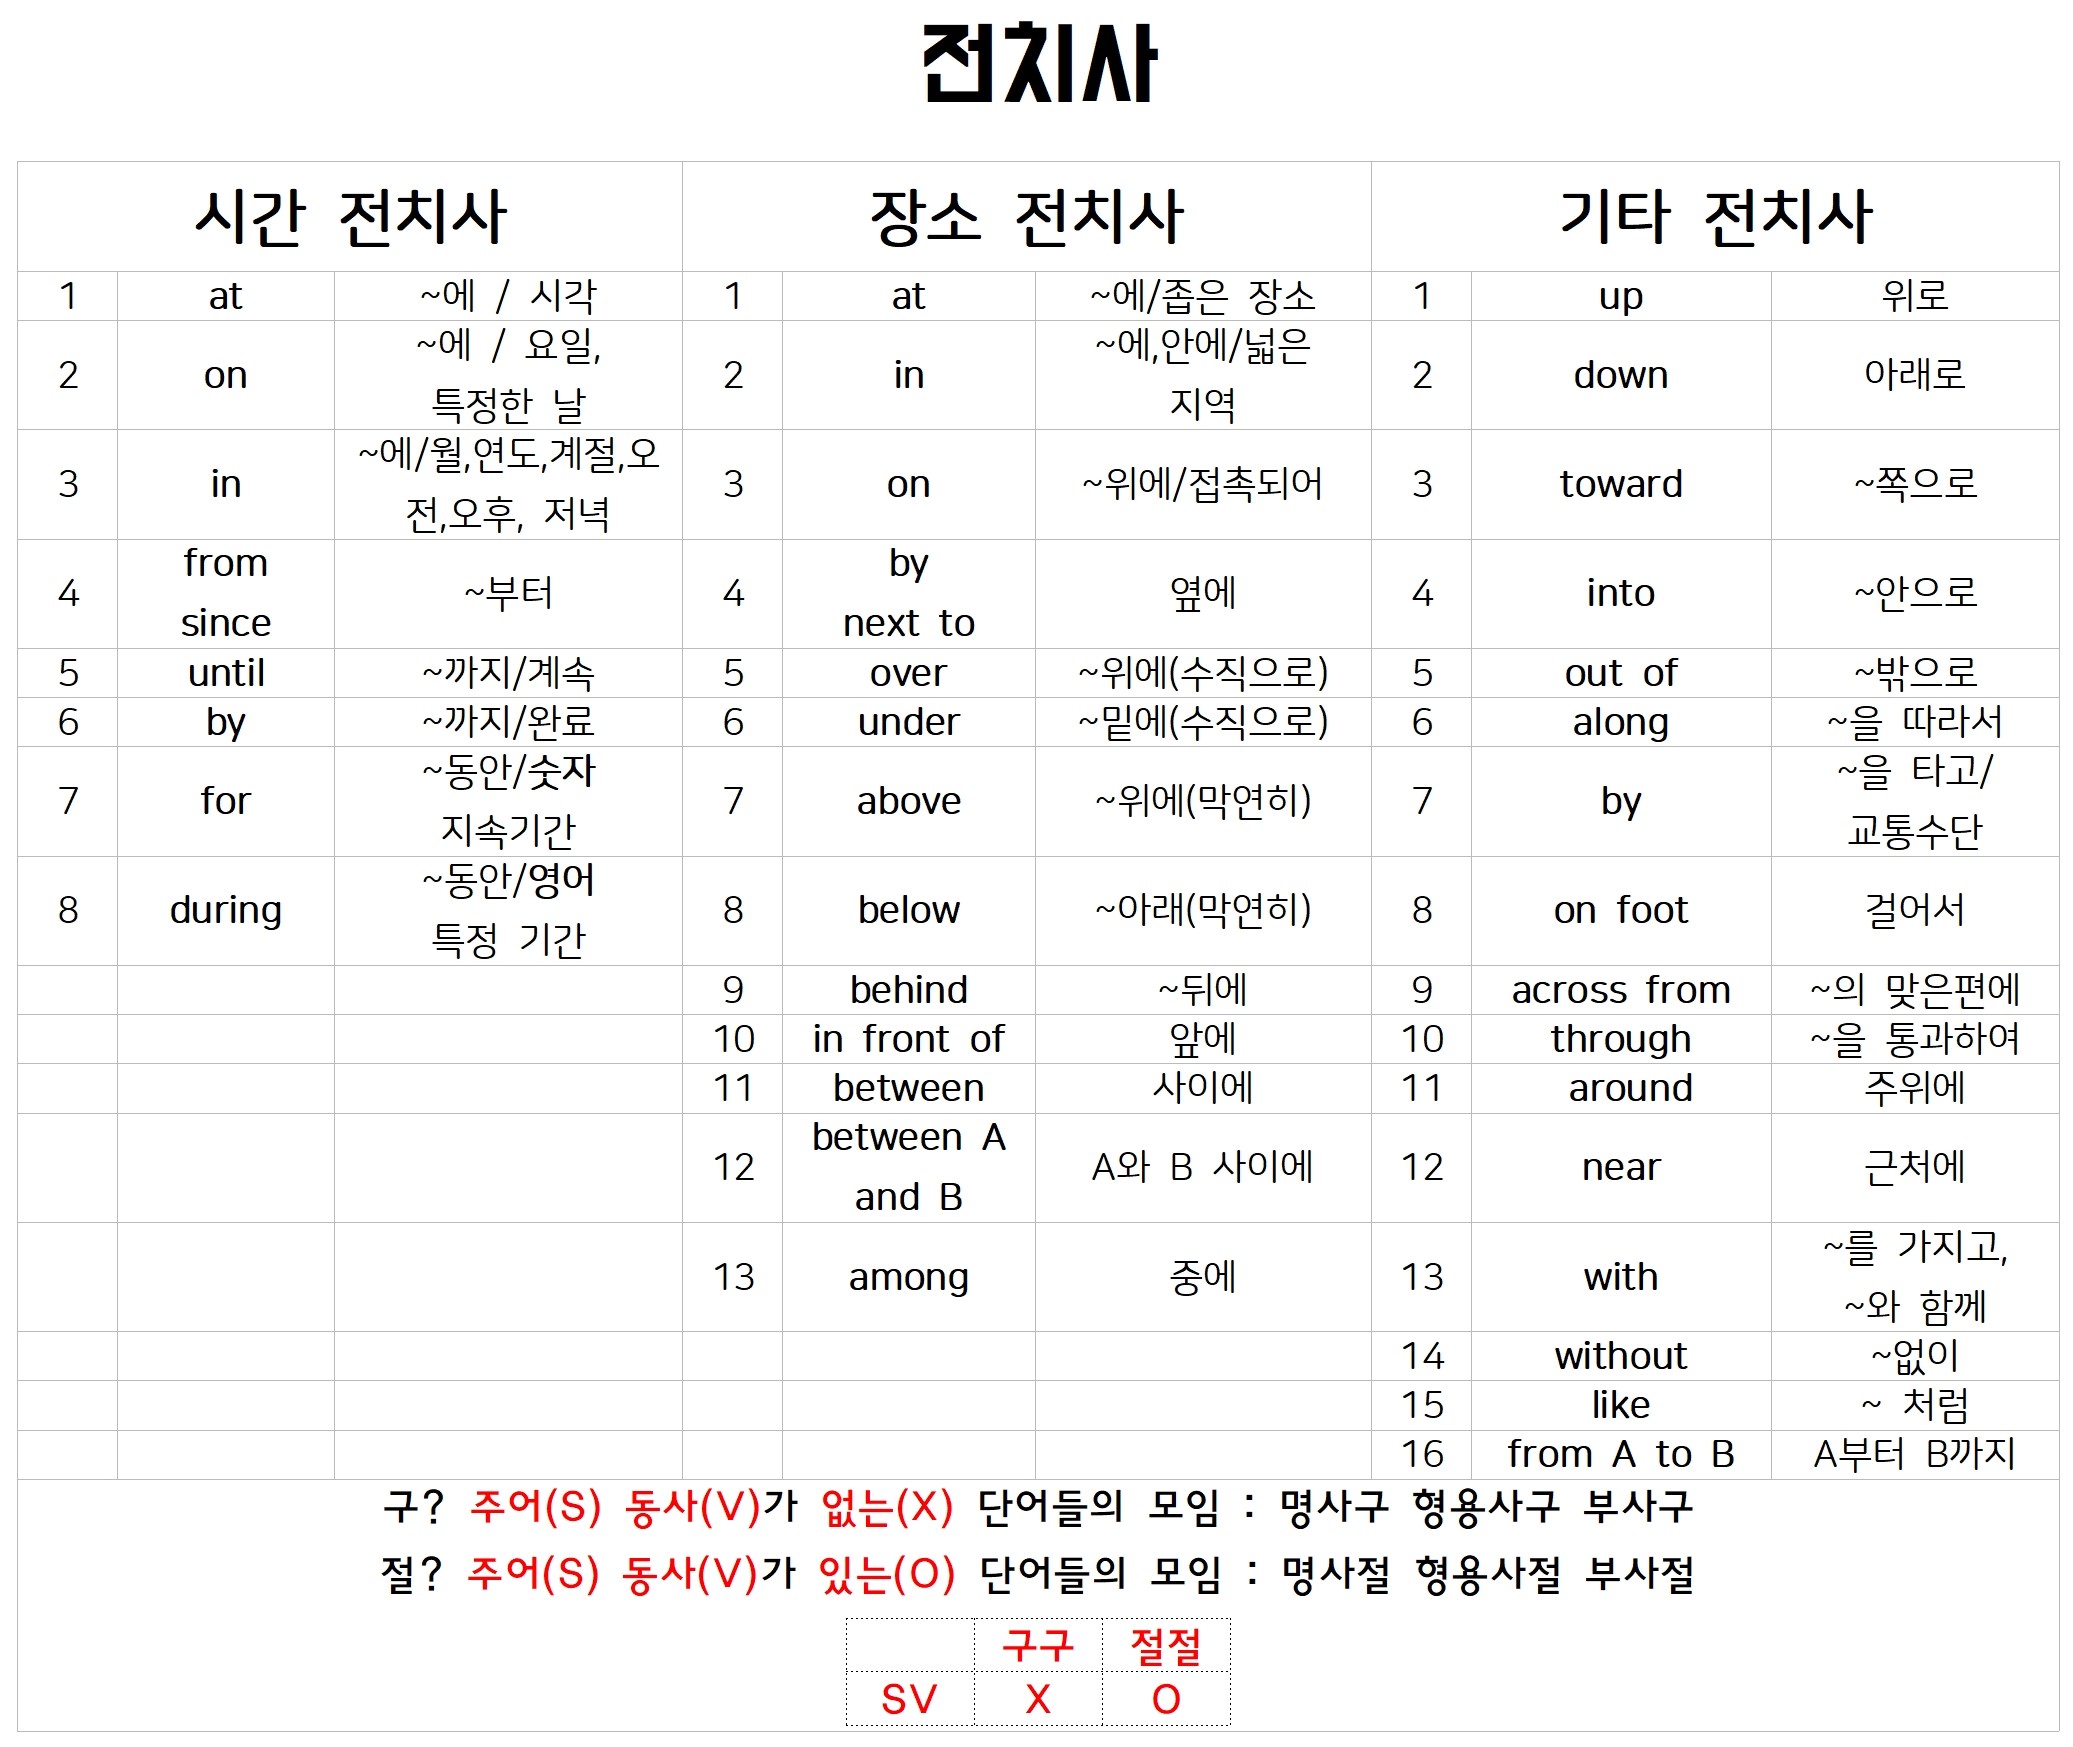 전치사
시간 전치사 장소 전치사 기타 전치사
1 at ~에 / 시각 1 at ~에/좁은 장소 1 up 위로
2 on ~에 / 요일, 특정한 날 2 in ~에,안에/넓은 지역 2 down 아래로
3 in ~에/월,연도,계절,오전,오후, 저녁 3 on ~위에/접촉되어 3 toward ~쪽으로
4 from since ~부터 4 by next to 옆에 4 into ~안으로
5 until ~까지/계속 5 over ~위에(수직으로) 5 out of ~밖으로
6 by ~까지/완료 6 under ~밑에(수직으로) 6 along ~을 따라서
7 for ~동안/숫자 지속기간 7 above ~위에(막연히) 7 by ~을 타고/ 교통수단
8 during ~동안/영어 특정 기간 8 below ~아래(막연히) 8 on foot 걸어서
9 behind ~뒤에 9 across from ~의 맞은편에
10 in front of 앞에 10 through ~을 통과하여
11 between 사이에 11 around 주위에
12 between A and B A와 B 사이에 12 near 근처에
13 among 중에 13 with ~를 가지고, ~와 함께
14 without ~없이
15 like ~ 처럼
16 from A to B A부터 B까지
구? 주어(S) 동사(V)가 없는(X) 단어들의 모임 : 명사구 형용사구 부사구
절? 주어(S) 동사(V)가 있는(O) 단어들의 모임 : 명사절 형용사절 부사절
구구 절절
SV X O